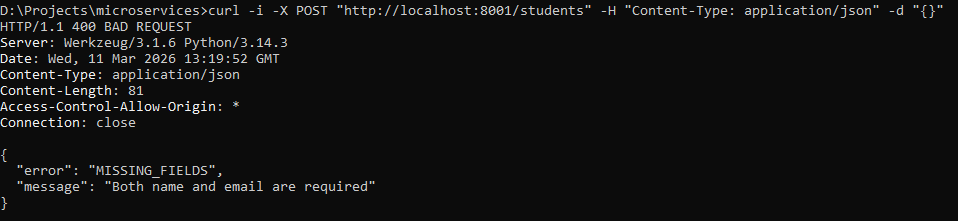 D:\Projects\microservices>curl -i -X POST "http://localhost:8001/students" -H "Content-Type: application/json" -d "{}"
HTTP/1.1 400 BAD REQUEST
Server: Werkzeug/3.1.6 Python/3.14.3
Date: Wed, 11 Mar 2026 13:19:52 GMT
Content-Type: application/json
Content-Length: 81
Access-Control-Allow-Origin: *
Connection: close

{
  "error": "MISSING_FIELDS",
  "message": "Both name and email are required"
}